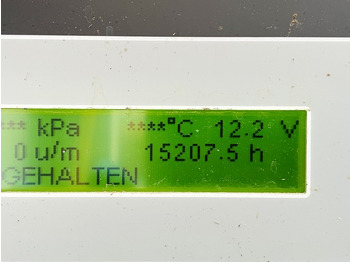 *** kPa ****°C 12.2 V
0 u/m 15207.5 h
GEHALTEN